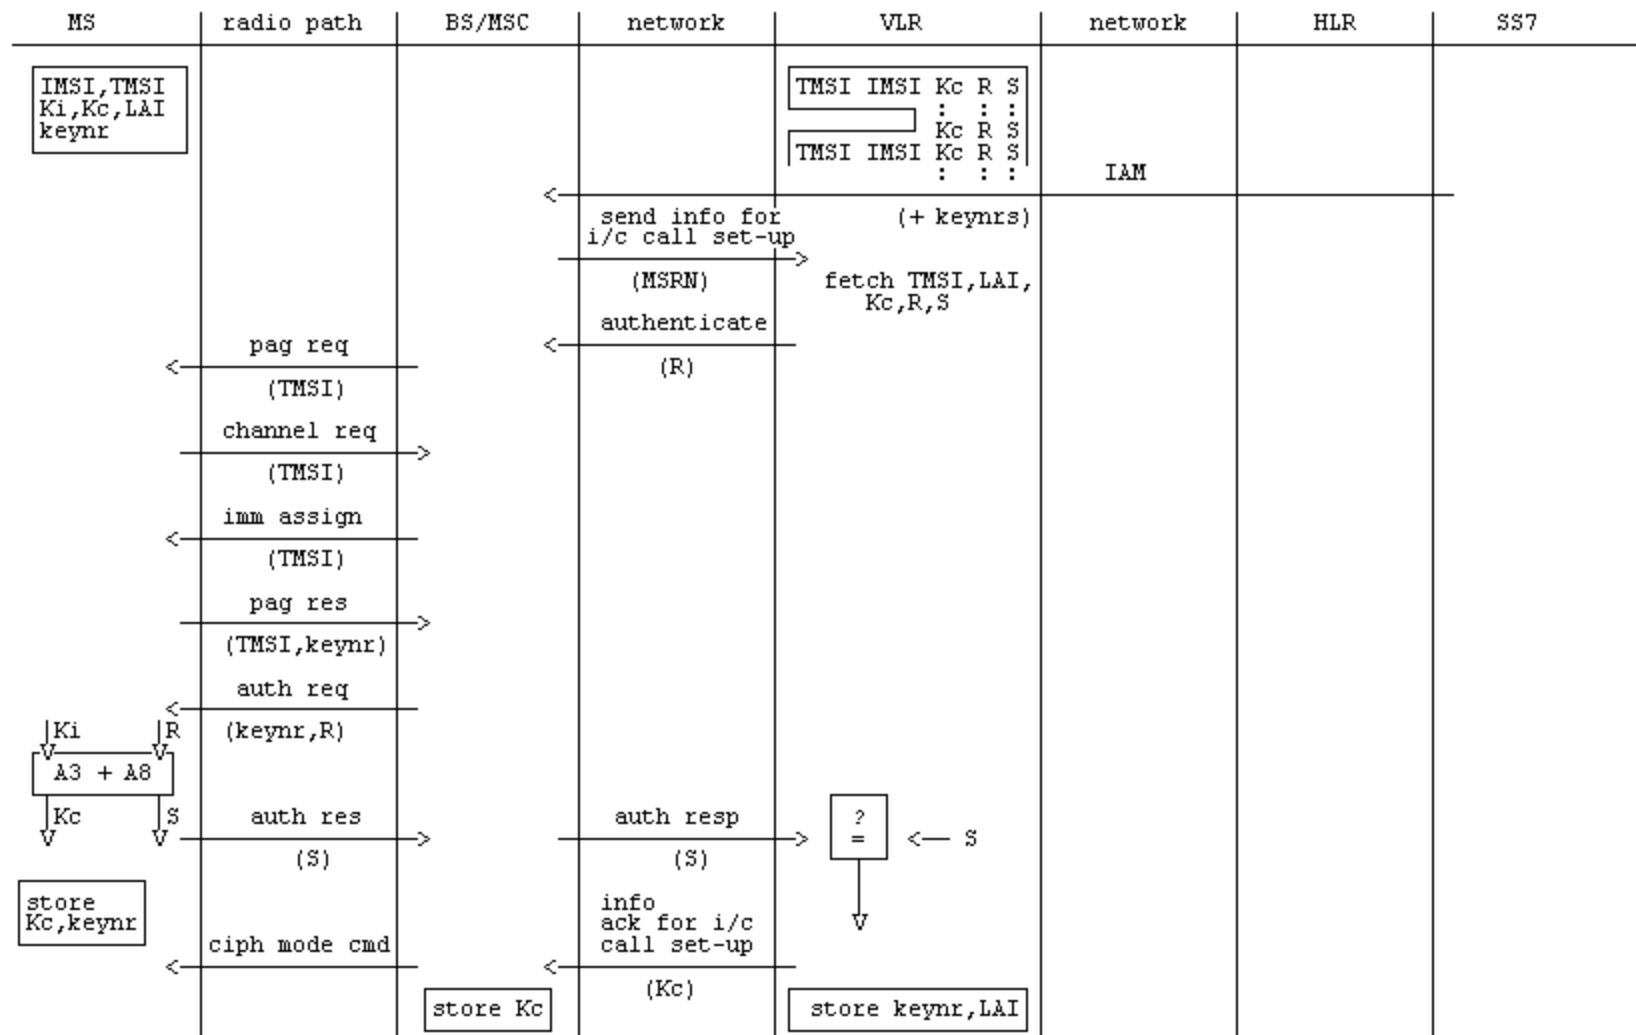 MS radio path BS/MSC network VLR network HLR SS7
IMSI,TMSI
Ki,Kc,LAI
keynr
TMSI IMSI Kc R S
: : :
Kc R S
TMSI IMSI Kc R S
: : :
IAM
send info for
i/c call set-up
(MSRN)
(+ keynrs)
fetch TMSI,LAI,
Kc,R,S
authenticate
(R)
pag req
(TMSI)
channel req
(TMSI)
imm assign
(TMSI)
pag res
(TMSI,keynr)
auth req
(keynr,R)
Ki R
A3 + A8
Kc S
auth res
(S)
auth resp
(S)
?
=
S
store
Kc,keynr
info
ack for i/c
call set-up
(Kc)
ciph mode cmd
store Kc
store keynr,LAI